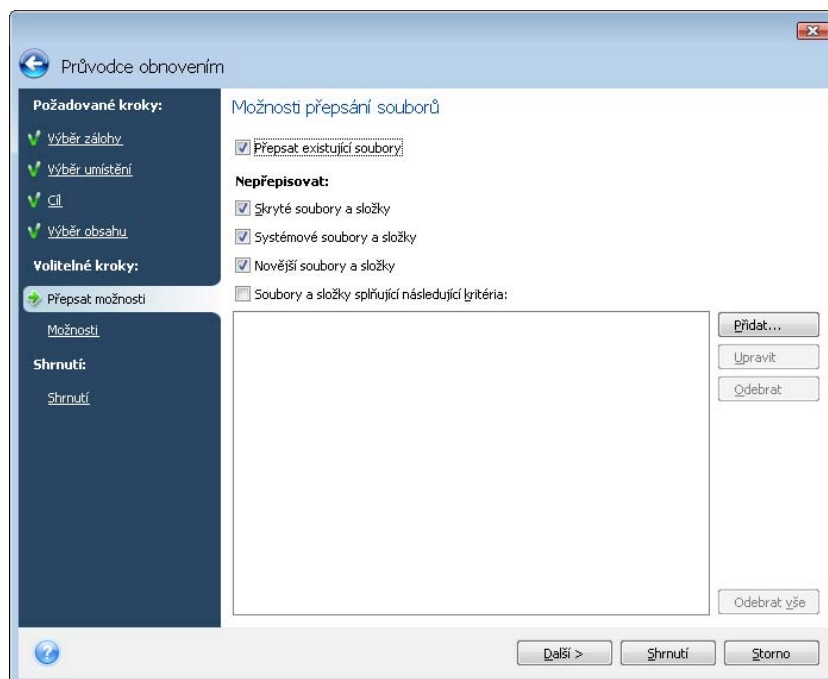 Průvodce obnovením
Požadované kroky:
Výběr zálohy
Výběr umístění
Cíl
Výběr obsahu
Volitelné kroky:
Přepsat možnosti
Možnosti
Shrnutí:
Shrnutí
Možnosti přepsání souborů
Přepsat existující soubory
Nepřepisovat:
Skryté soubory a složky
Systémové soubory a složky
Novější soubory a složky
Soubory a složky splňující následující kritéria:
Přidat...
Upravit
Odebrat
Odebrat vše
Další >
Shrnutí
Storno